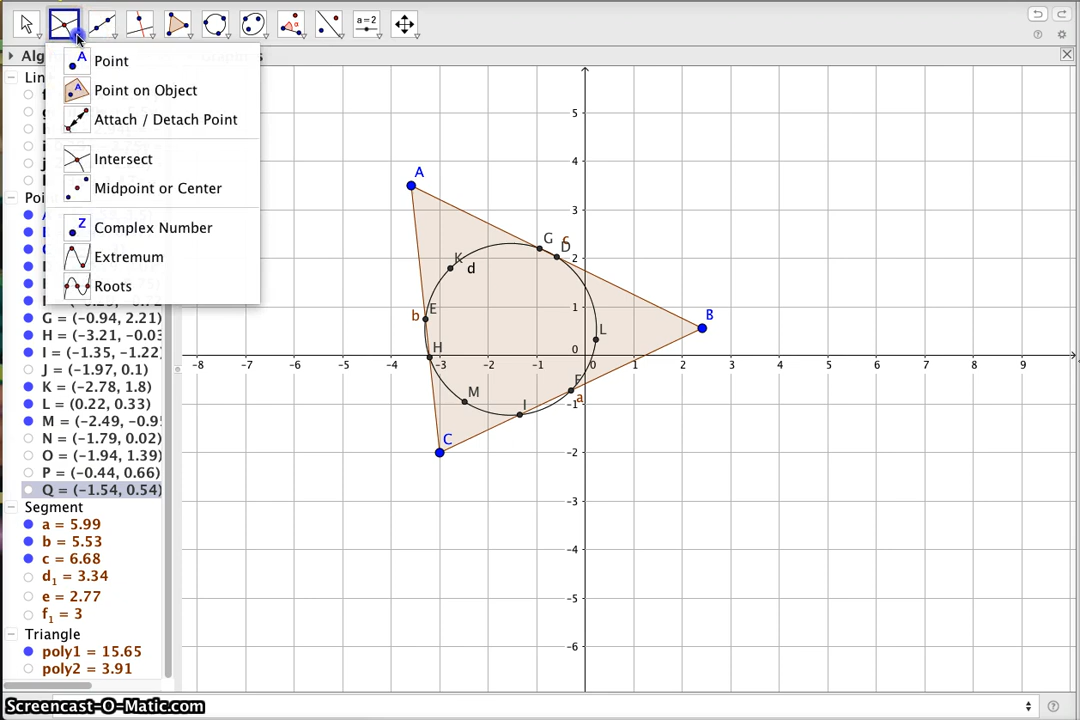 a=2
Alg
Graphics
Point
Point on Object
Attach / Detach Point
Intersect
Midpoint or Center
Complex Number
Extremum
Roots
Lin
Poi
G = (-0.94, 2.21)
H = (-3.21, -0.03
I = (-1.35, -1.22
J = (-1.97, 0.1)
K = (-2.78, 1.8)
L = (0.22, 0.33)
M = (-2.49, -0.9
N = (-1.79, 0.02)
O = (-1.94, 1.39)
P = (-0.44, 0.66)
Q = (-1.54, 0.54)
Segment
a = 5.99
b = 5.53
c = 6.68
d₁ = 3.34
e = 2.77
f₁ = 3
Triangle
poly1 = 15.65
poly2 = 3.91
A
G
c
D
K
d
E
b
B
L
H
F
a
M
I
C
5
4
3
2
1
0
-1
-2
-3
-4
-5
-6
-8 -7 -6 -5 -4 -3 -2 -1 1 2 3 4 5 6 7 8 9
Screencast-O-Matic.com